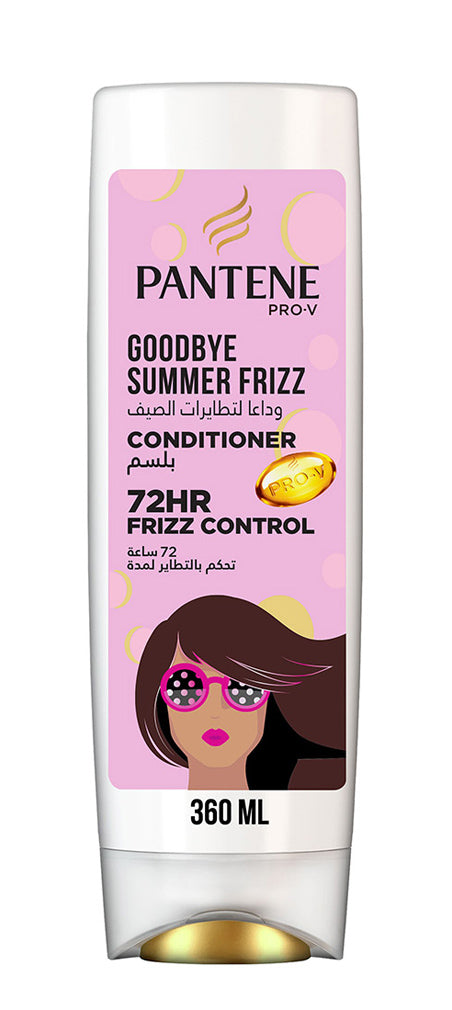 PANTENE
PRO-V
GOODBYE
SUMMER FRIZZ
وداعا لتطايرات الصيف
CONDITIONER
بلسم
PRO-V
72HR
FRIZZ CONTROL
72 ساعة
تحكم بالتطاير لمدة
360 ML